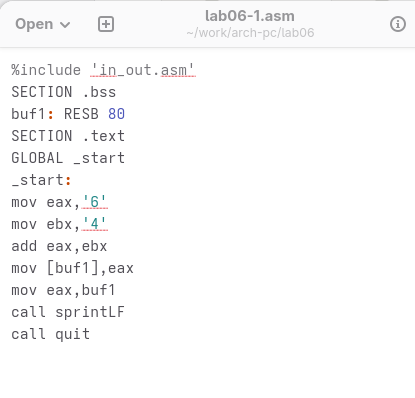 Open
lab06-1.asm
~/work/arch-pc/lab06
%include 'in_out.asm'
SECTION .bss
buf1: RESB 80
SECTION .text
GLOBAL _start
_start:
mov eax,'6'
mov ebx,'4'
add eax,ebx
mov [buf1],eax
mov eax,buf1
call sprintLF
call quit